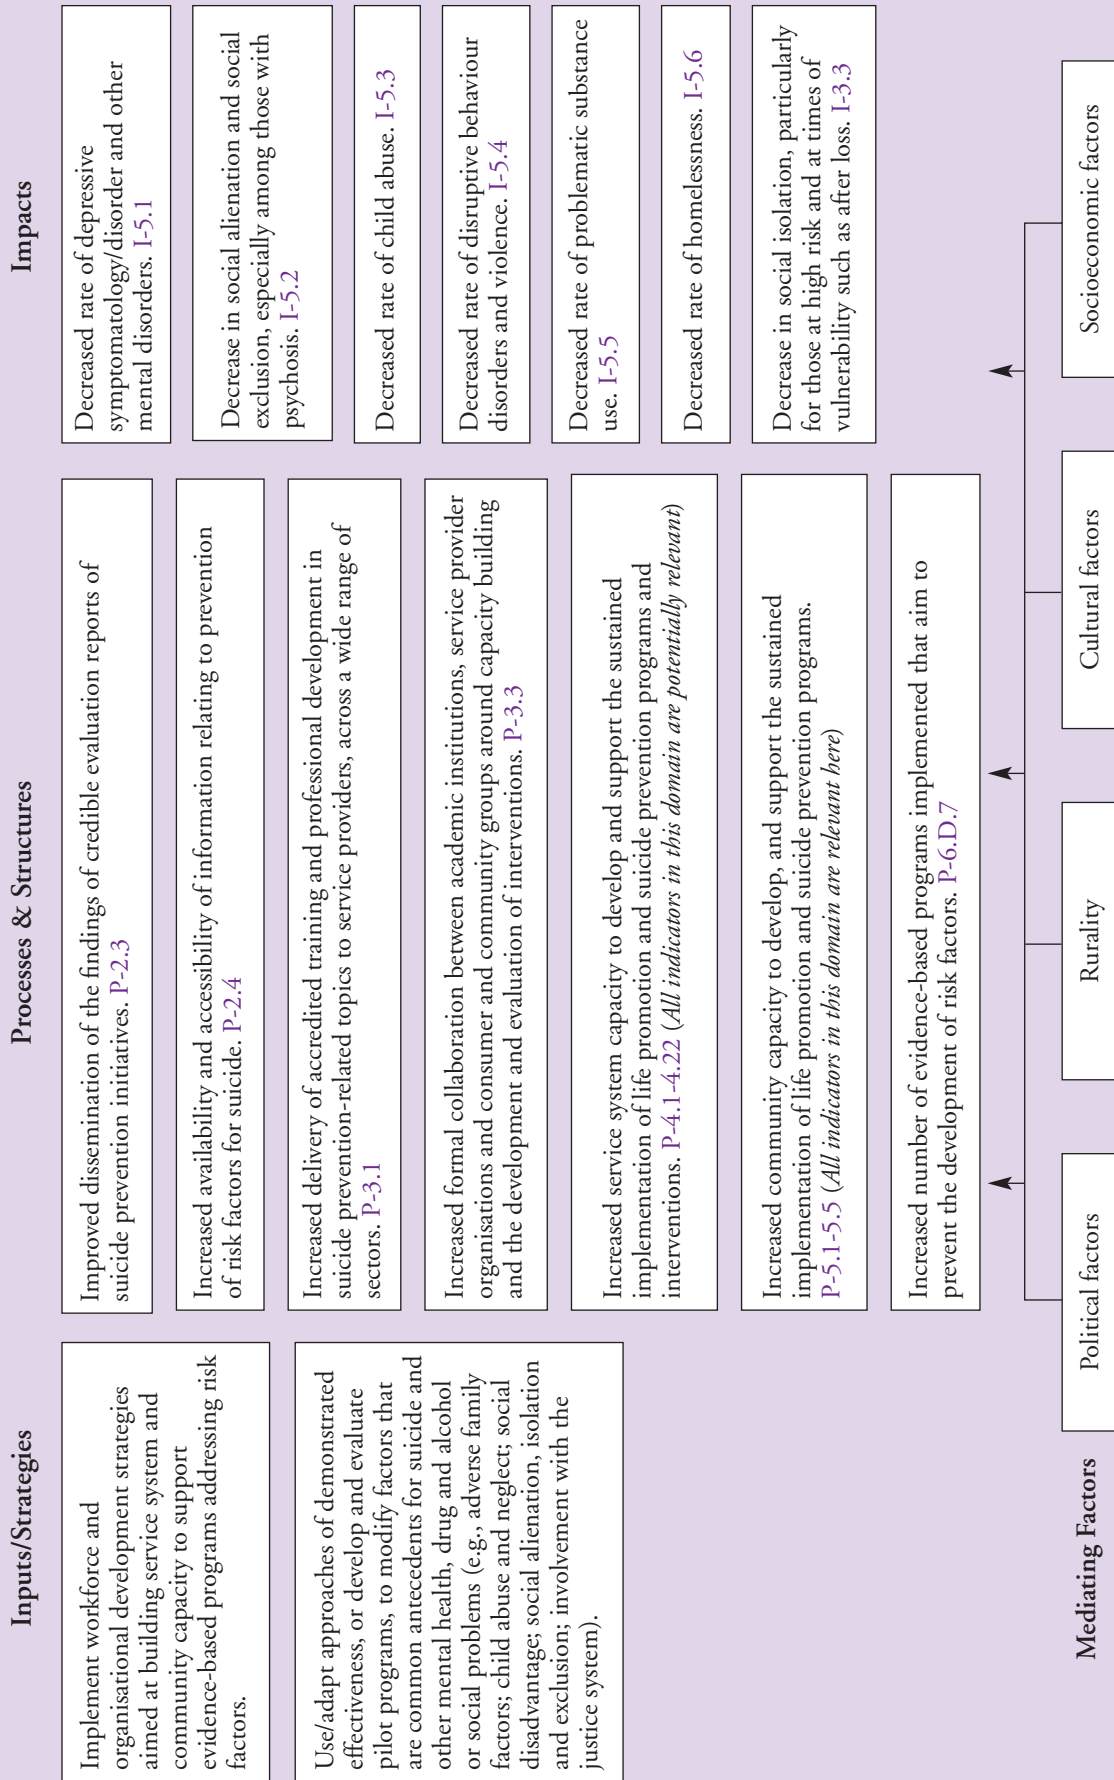 Inputs/Strategies
Implement workforce and
organisational development strategies
aimed at building service system and
community capacity to support
evidence-based programs addressing risk
factors.
Use/adapt approaches of demonstrated
effectiveness, or develop and evaluate
pilot programs, to modify factors that
are common antecedents for suicide and
other mental health, drug and alcohol
or social problems (e.g., adverse family
factors; child abuse and neglect; social
disadvantage; social alienation, isolation
and exclusion; involvement with the
justice system).
Processes & Structures
Improved dissemination of the findings of credible evaluation reports of
suicide prevention initiatives. P-2.3
Increased availability and accessibility of information relating to prevention
of risk factors for suicide. P-2.4
Increased delivery of accredited training and professional development in
suicide prevention-related topics to service providers, across a wide range of
sectors. P-3.1
Increased formal collaboration between academic institutions, service provider
organisations and consumer and community groups around capacity building
and the development and evaluation of interventions. P-3.3
Increased service system capacity to develop and support the sustained
implementation of life promotion and suicide prevention programs and
interventions. P-4.1-4.22 (All indicators in this domain are potentially relevant)
Increased community capacity to develop, and support the sustained
implementation of life promotion and suicide prevention programs.
P-5.1-5.5 (All indicators in this domain are relevant here)
Increased number of evidence-based programs implemented that aim to
prevent the development of risk factors. P-6.D.7
Impacts
Decreased rate of depressive
symptomatology/disorder and other
mental disorders. I-5.1
Decrease in social alienation and social
exclusion, especially among those with
psychosis. I-5.2
Decreased rate of child abuse. I-5.3
Decreased rate of disruptive behaviour
disorders and violence. I-5.4
Decreased rate of problematic substance
use. I-5.5
Decreased rate of homelessness. I-5.6
Decrease in social isolation, particularly
for those at high risk and at times of
vulnerability such as after loss. I-3.3
Mediating Factors
Political factors
Rurality
Cultural factors
Socioeconomic factors